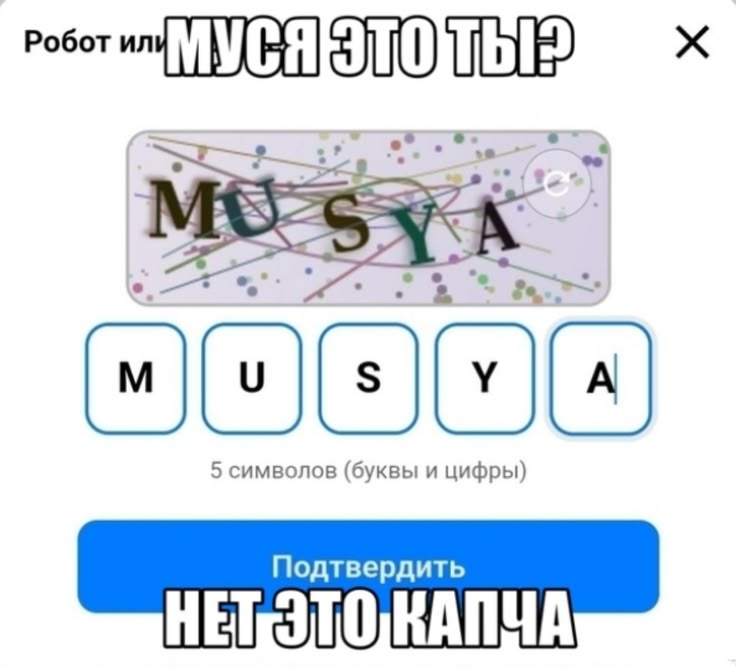 Робот или
МУСЯ ЭТО ТЫ?
MUSYA
M U S Y A
5 символов (буквы и цифры)
Подтвердить
НЕТ ЭТО КАПЧА